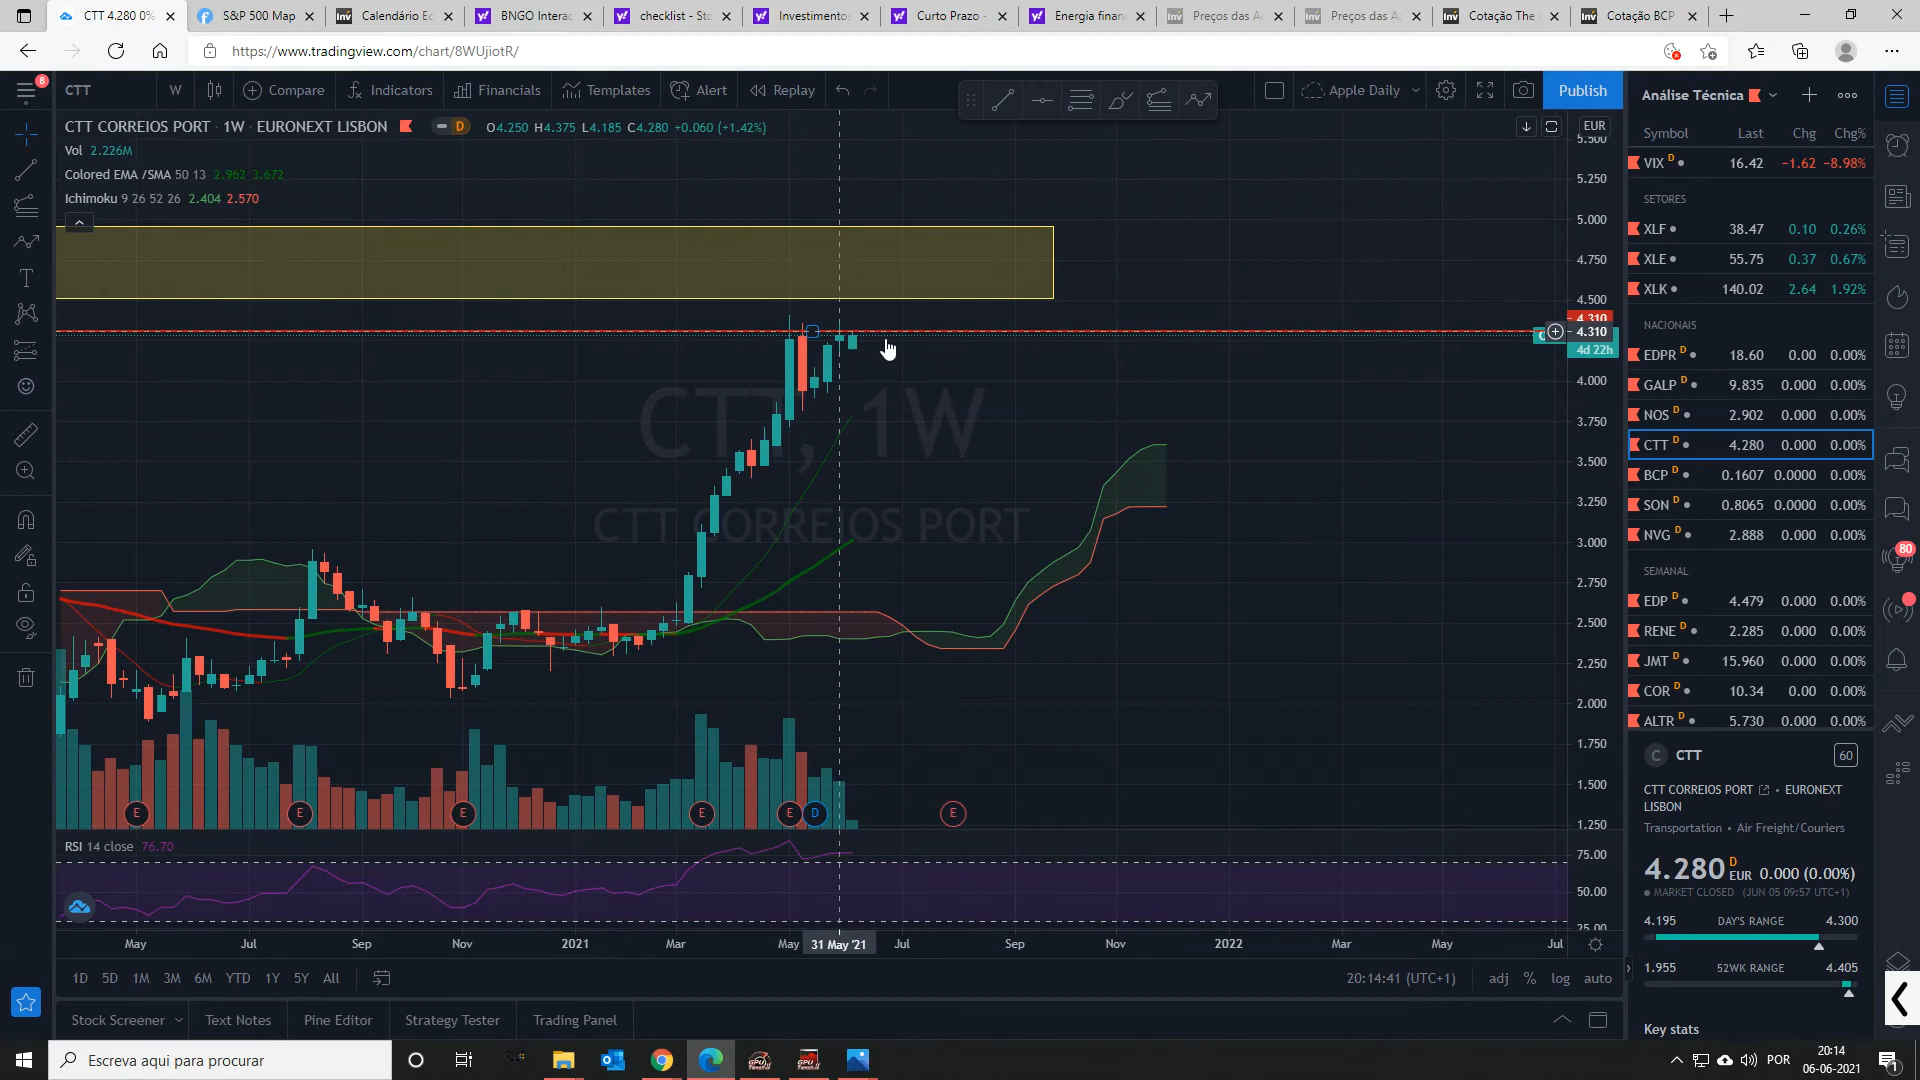 CTT 4.280 0%
S&P 500 Map
Calendário Ec
BNGO Interac
checklist - Sto
Investimentos
Curto Prazo -
Energia financ
Preços das Aç
Preços das Aç
Cotação The
Cotação BCP
https://www.tradingview.com/chart/8WUjiotR/
8
CTT
W
Compare
Indicators
Financials
Templates
Alert
Replay
Apple Daily
Publish
CTT CORREIOS PORT · 1W · EURONEXT LISBON
D
O4.250 H4.375 L4.185 C4.280 +0.060 (+1.42%)
Vol 2.226M
Colored EMA /SMA 50 13 2.962 3.672
Ichimoku 9 26 52 26 2.404 2.570
CTT, 1W
CTT CORREIOS PORT
EUR
5.500
5.250
5.000
4.750
4.500
4.310
4.310
4d 22h
4.000
3.750
3.500
3.250
3.000
2.750
2.500
2.250
2.000
1.750
1.500
1.250
E
E
E
E
E
D
E
RSI 14 close 76.70
75.00
50.00
25.00
May
Jul
Sep
Nov
2021
Mar
May
31 May '21
Jul
Sep
Nov
2022
Mar
May
Jul
1D 5D 1M 3M 6M YTD 1Y 5Y All
20:14:41 (UTC+1)
adj % log auto
Stock Screener
Text Notes
Pine Editor
Strategy Tester
Trading Panel
Análise Técnica
Symbol Last Chg Chg%
VIX D 16.42 −1.62 −8.98%
SETORES
XLF 38.47 0.10 0.26%
XLE 55.75 0.37 0.67%
XLK 140.02 2.64 1.92%
NACIONAIS
EDPR D 18.60 0.00 0.00%
GALP D 9.835 0.000 0.00%
NOS D 2.902 0.000 0.00%
CTT D 4.280 0.000 0.00%
BCP D 0.1607 0.0000 0.00%
SON D 0.8065 0.0000 0.00%
NVG D 2.888 0.000 0.00%
SEMANAL
EDP D 4.479 0.000 0.00%
RENE D 2.285 0.000 0.00%
JMT D 15.960 0.000 0.00%
COR D 10.34 0.00 0.00%
ALTR D 5.730 0.000 0.00%
C CTT
60
CTT CORREIOS PORT • EURONEXT
LISBON
Transportation • Air Freight/Couriers
4.280 D EUR 0.000 (0.00%)
MARKET CLOSED (JUN 05 09:57 UTC+1)
4.195 DAY'S RANGE 4.300
1.955 52WK RANGE 4.405
Key stats
80
Escreva aqui para procurar
POR
20:14
06-06-2021
1